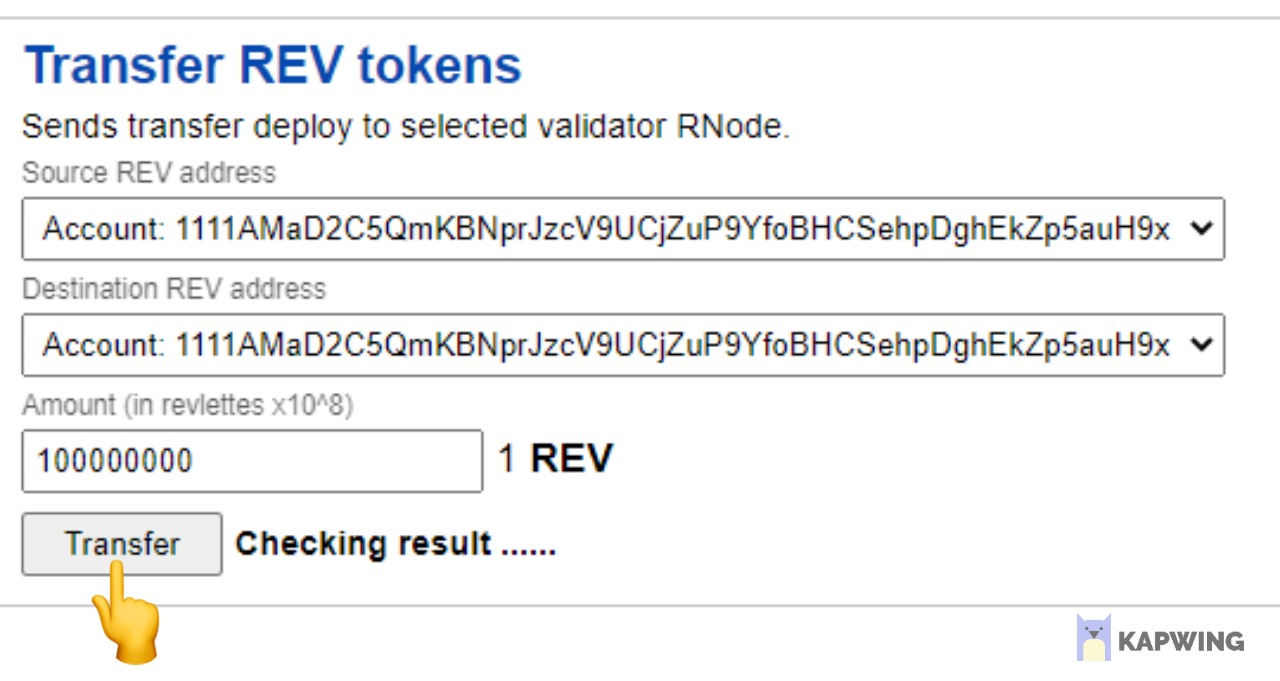 Transfer REV tokens
Sends transfer deploy to selected validator RNode.
Source REV address
Account: 1111AMaD2C5QmKBNprJzcV9UCjZuP9YfoBHCSehpDghEkZp5auH9x
Destination REV address
Account: 1111AMaD2C5QmKBNprJzcV9UCjZuP9YfoBHCSehpDghEkZp5auH9x
Amount (in revlettes x10^8)
100000000 1 REV
Transfer Checking result ......
KAPWING